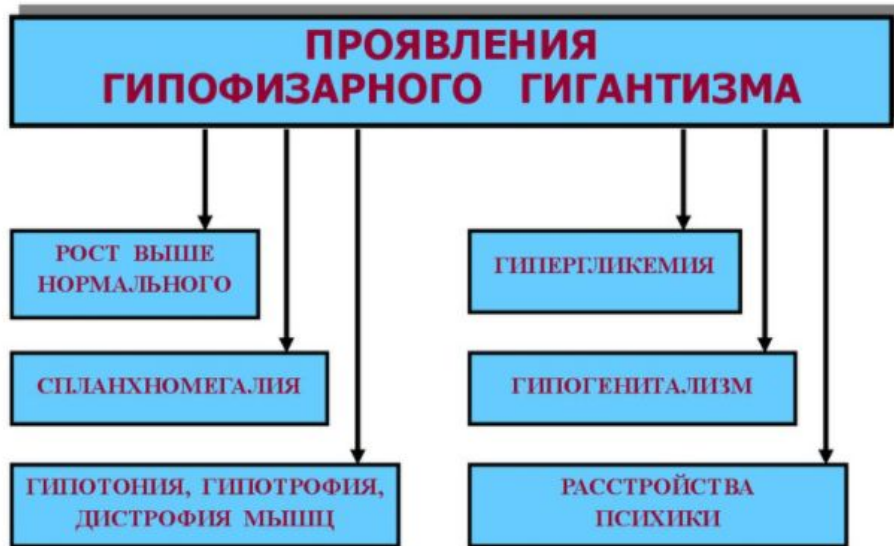 ПРОЯВЛЕНИЯ
ГИПОФИЗАРНОГО ГИГАНТИЗМА
РОСТ ВЫШЕ
НОРМАЛЬНОГО
СПЛАНХНОМЕГАЛИЯ
ГИПОТОНИЯ, ГИПОТРОФИЯ,
ДИСТРОФИЯ МЫШЦ
ГИПЕРГЛИКЕМИЯ
ГИПОГЕНИТАЛИЗМ
РАССТРОЙСТВА
ПСИХИКИ